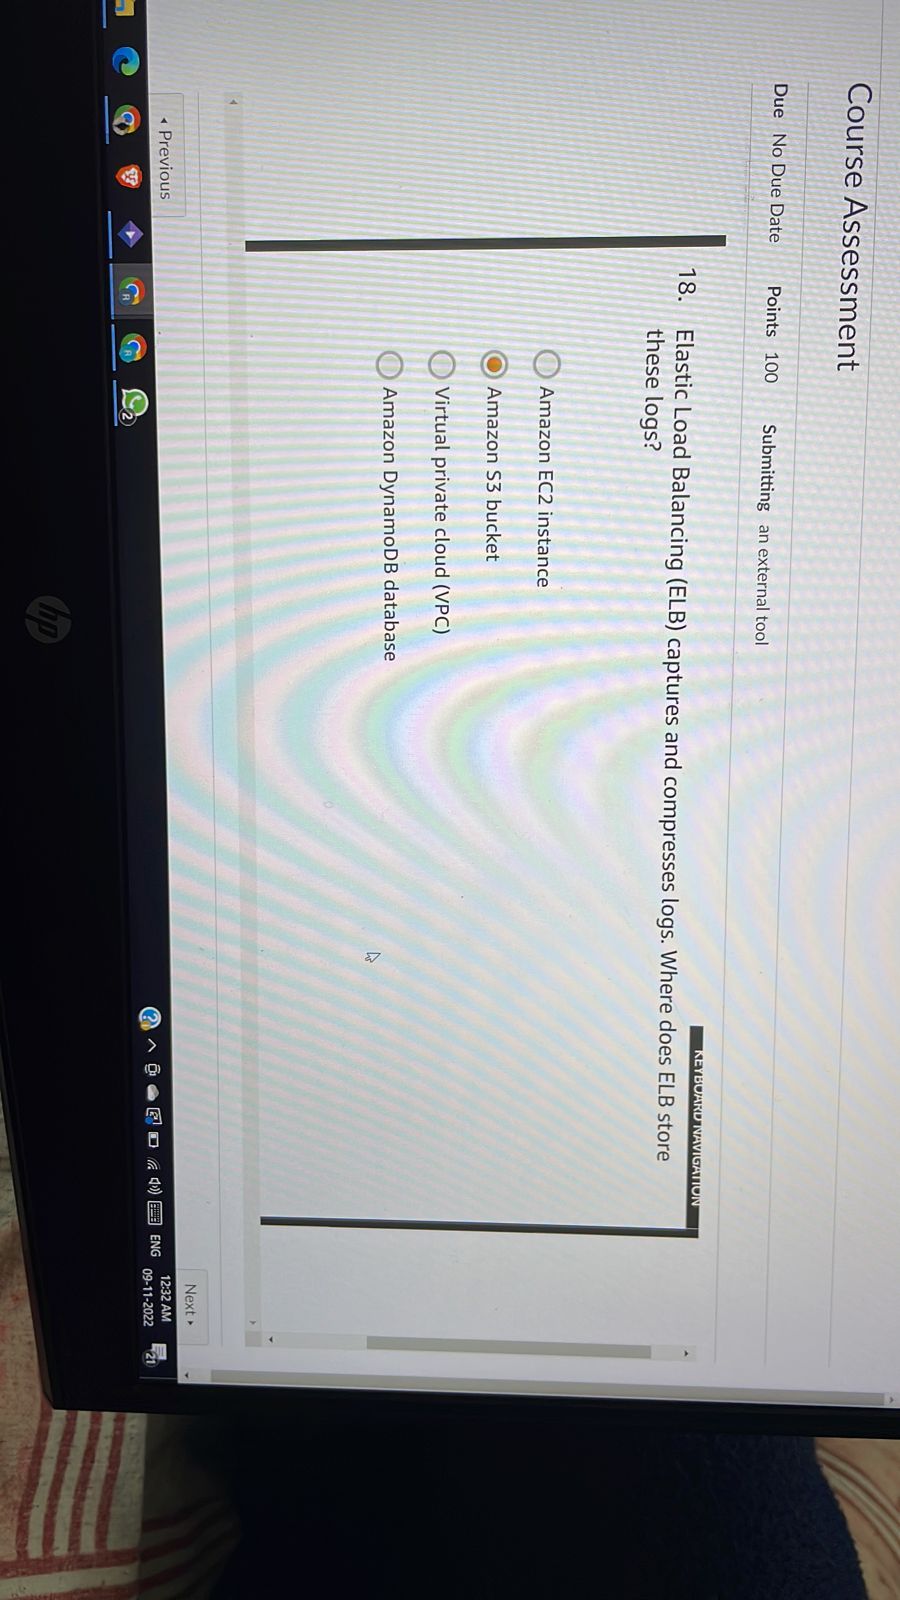 Course Assessment
Due No Due Date Points 100 Submitting an external tool
KEYBOARD NAVIGATION
18. Elastic Load Balancing (ELB) captures and compresses logs. Where does ELB store
these logs?
Amazon EC2 instance
Amazon S3 bucket
Virtual private cloud (VPC)
Amazon DynamoDB database
◂ Previous
Next ▸
R
R
2
ENG
12:32 AM
09-11-2022
21
hp